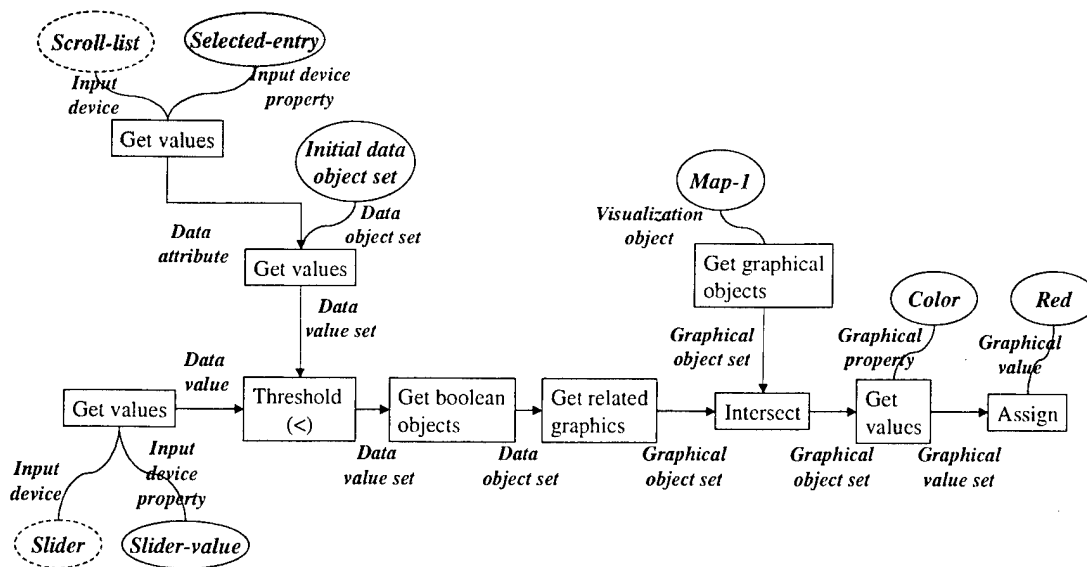 Scroll-list
Selected-entry
Input
device
Input device
property
Get values
Initial data
object set
Data
attribute
Data
object set
Get values
Data
value set
Map-1
Visualization
object
Get graphical
objects
Graphical
object set
Color
Graphical
property
Red
Graphical
value
Data
value
Get values
Threshold
(<)
Get boolean
objects
Get related
graphics
Intersect
Get
values
Assign
Data
value set
Data
object set
Graphical
object set
Graphical
object set
Graphical
value set
Input
device
Input
device
property
Slider
Slider-value